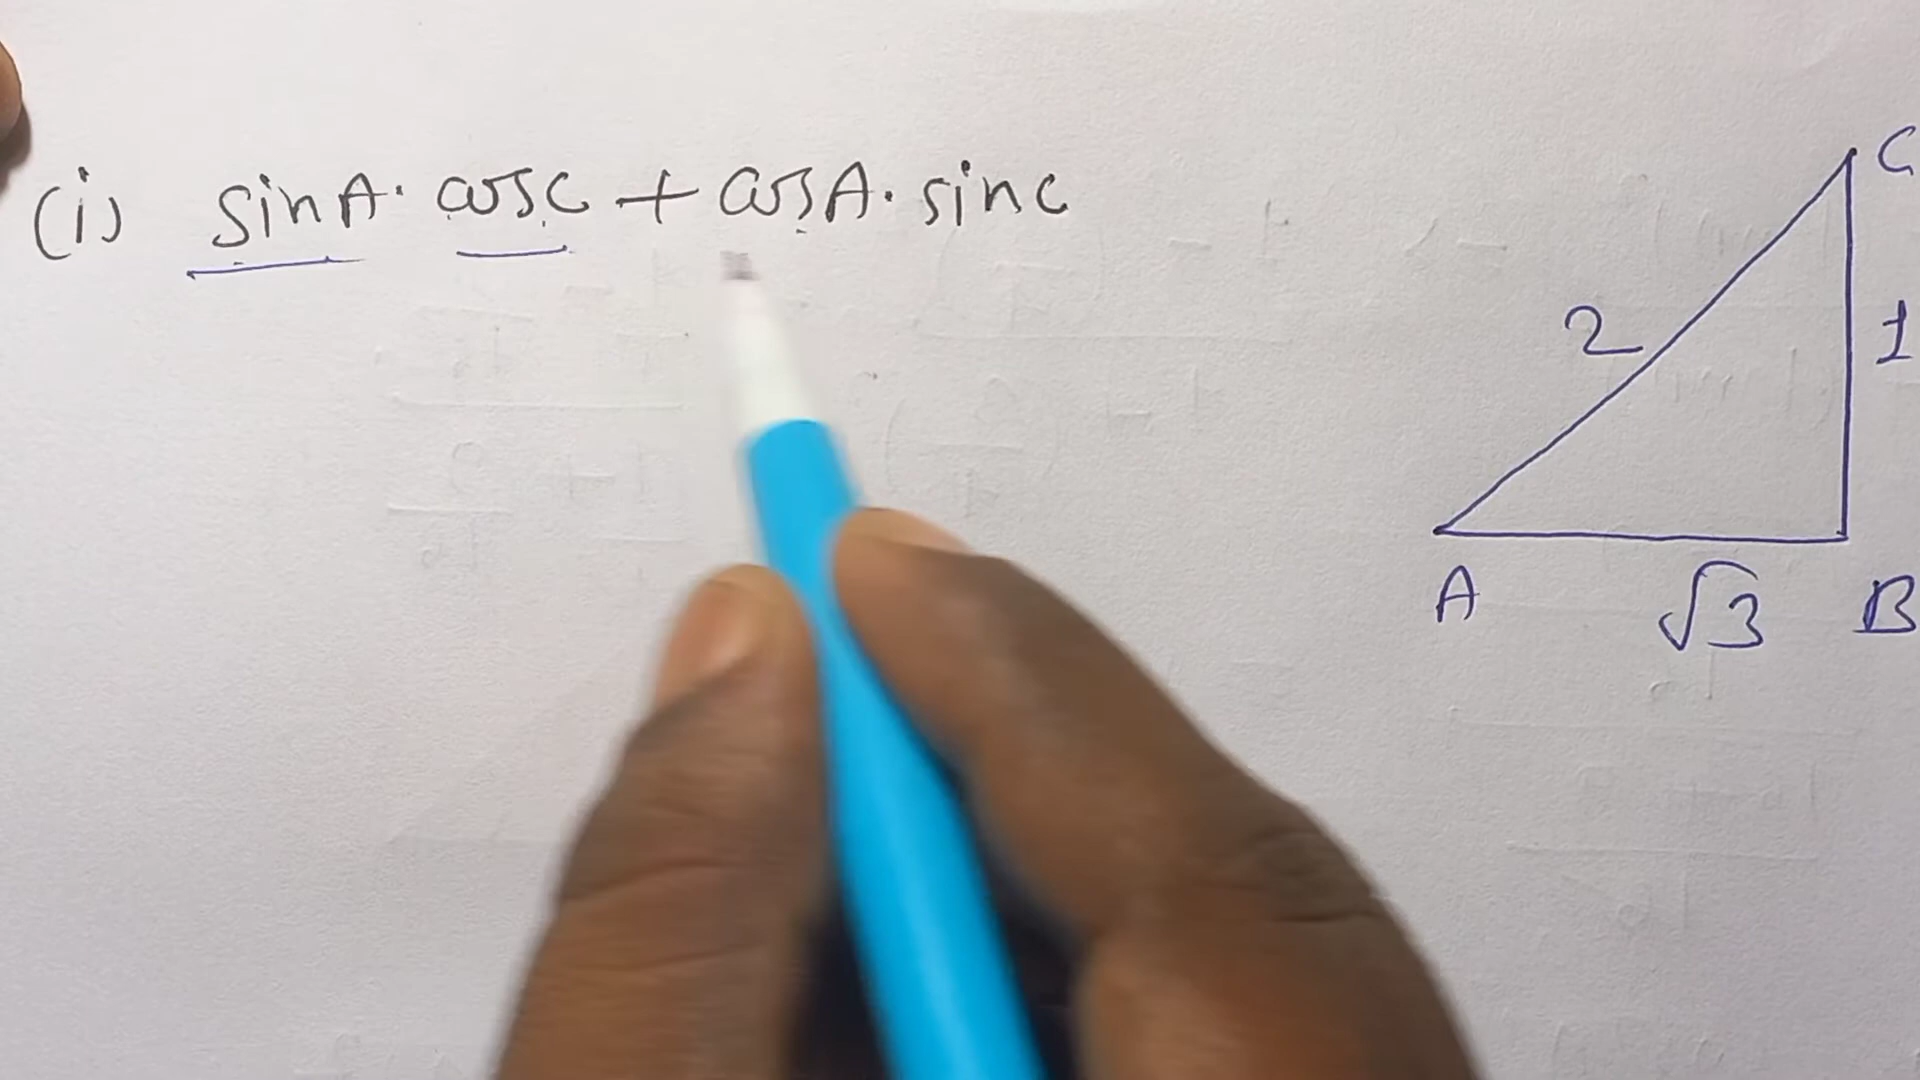 (i) sinA· cosC + cosA· sinc
C
2
1
A
√3
B